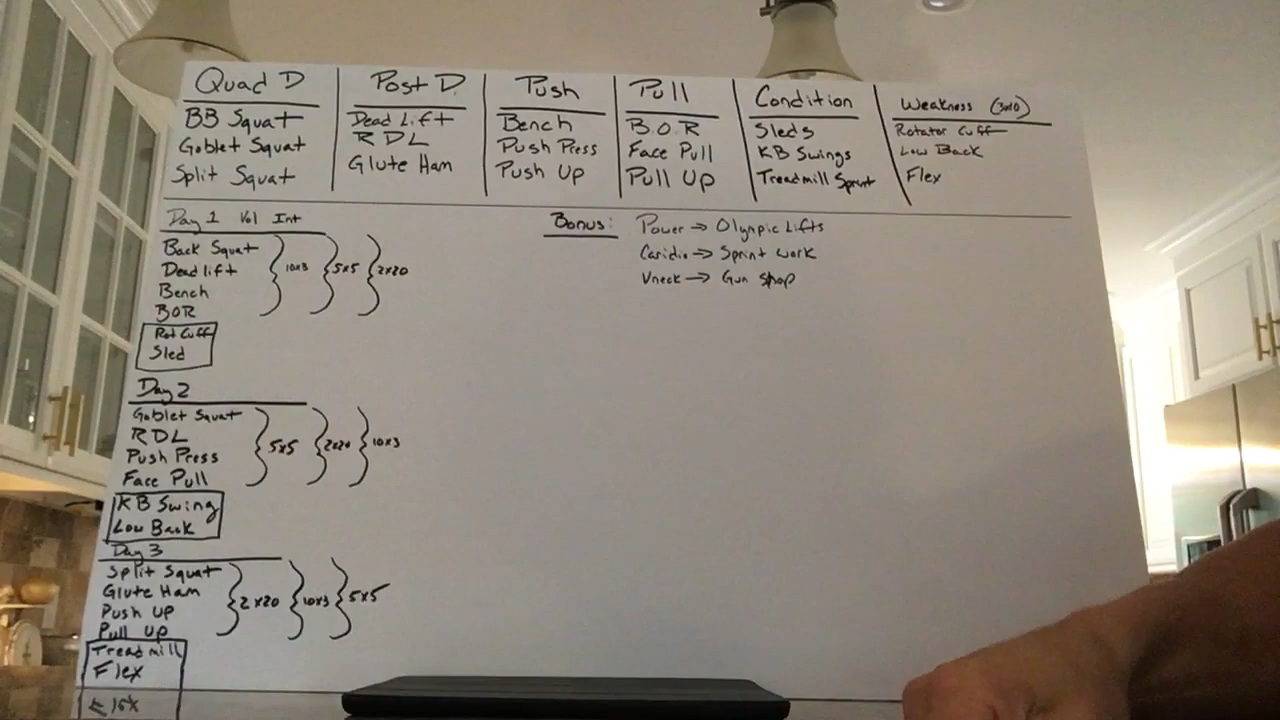 Quad D Post D. Push Pull Condition Weakness (3x10)
BB Squat Dead Lift Bench B.O.R Sleds Rotator Cuff
Goblet Squat RDL Push Press Face Pull KB Swings Low Back
Split Squat Glute Ham Push Up Pull Up Treadmill Sprint Flex
Day 1 Vol Int
Back Squat
Deadlift 10x3 5x5 2x20
Bench
BOR
Rot Cuff
Sled
Bonus: Power → Olympic Lifts
Caridio → Sprint work
Vneck → Gun Shop
Day 2
Goblet Squat
RDL 5x5 2x20 10x3
Push Press
Face Pull
KB Swing
Low Back
Day 3
Split Squat
Glute Ham 2x20 10x3 5x5
Push Up
Pull Up
Treadmill
Flex